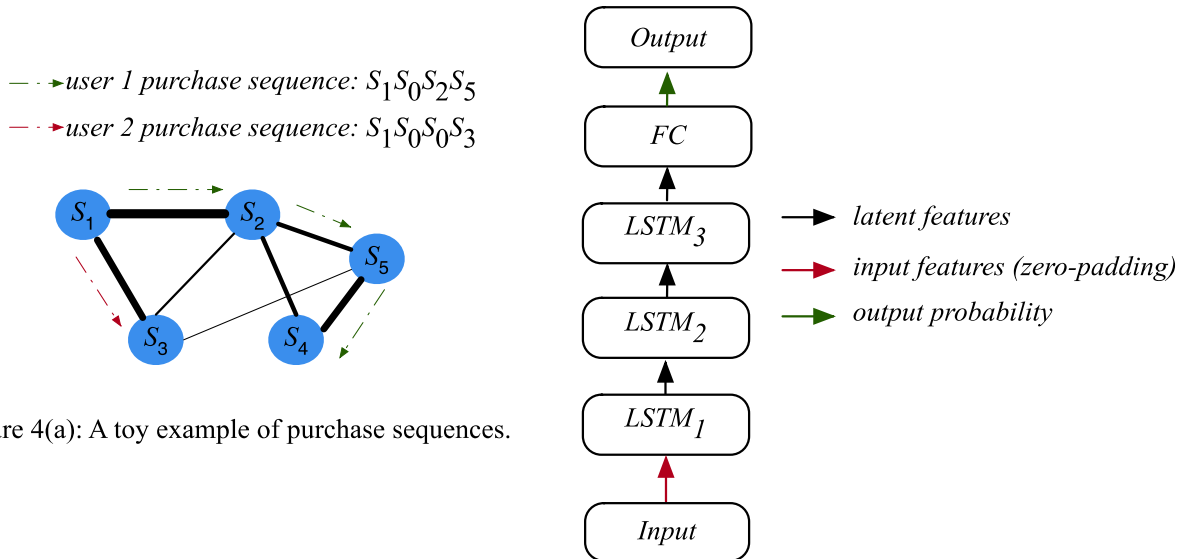 user 1 purchase sequence: S1S0S2S5
user 2 purchase sequence: S1S0S0S3
S1
S2
S5
S3
S4
are 4(a): A toy example of purchase sequences.
Output
FC
LSTM3
LSTM2
LSTM1
Input
latent features
input features (zero-padding)
output probability